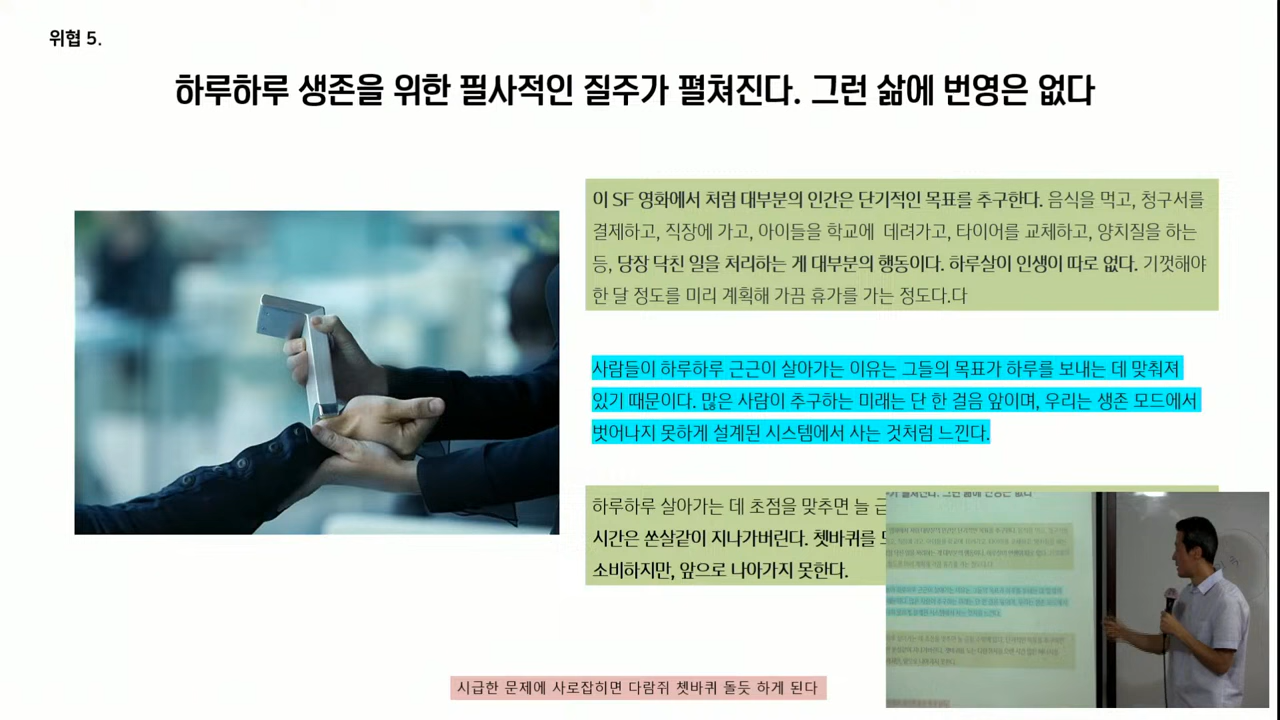 위협 5.
하루하루 생존을 위한 필사적인 질주가 펼쳐진다. 그런 삶에 번영은 없다
이 SF 영화에서 처럼 대부분의 인간은 단기적인 목표를 추구한다. 음식을 먹고, 청구서를
결제하고, 직장에 가고, 아이들을 학교에 데려가고, 타이어를 교체하고, 양치질을 하는
등, 당장 닥친 일을 처리하는 게 대부분의 행동이다. 하루살이 인생이 따로 없다. 기껏해야
한 달 정도를 미리 계획해 가끔 휴가를 가는 정도다.다
사람들이 하루하루 근근이 살아가는 이유는 그들의 목표가 하루를 보내는 데 맞춰져
있기 때문이다. 많은 사람이 추구하는 미래는 단 한 걸음 앞이며, 우리는 생존 모드에서
벗어나지 못하게 설계된 시스템에서 사는 것처럼 느낀다.
하루하루 살아가는 데 초점을 맞추면 늘
시간은 쏜살같이 지나가버린다. 쳇바퀴를
소비하지만, 앞으로 나아가지 못한다.
시급한 문제에 사로잡히면 다람쥐 쳇바퀴 돌듯 하게 된다